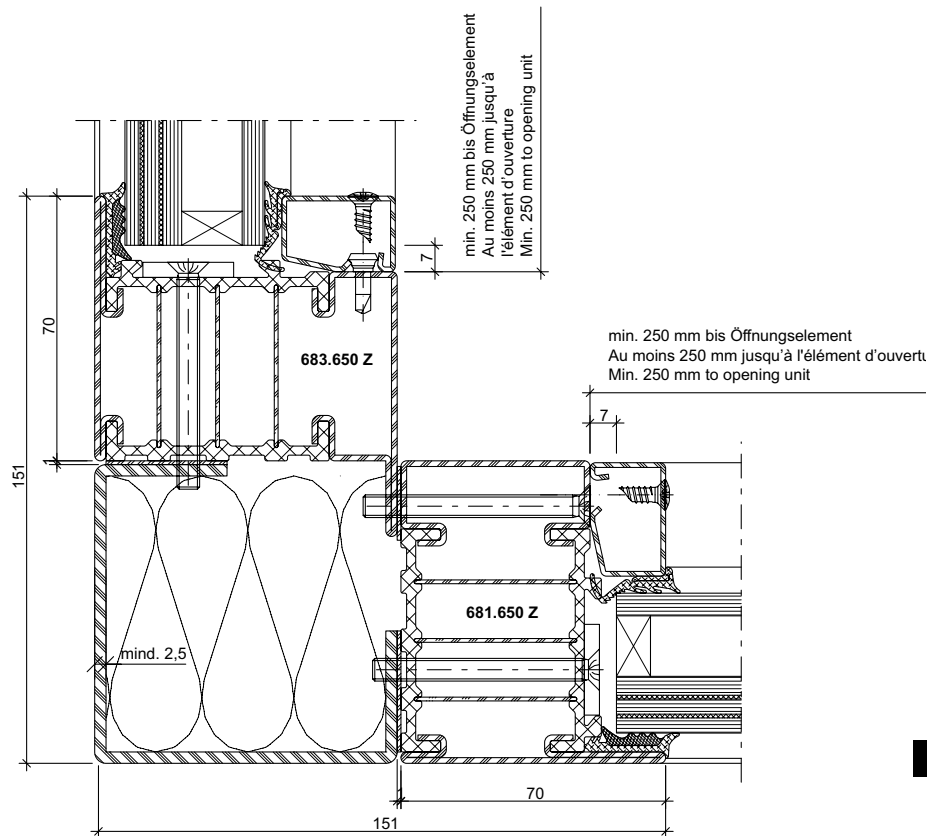 min. 250 mm bis Öffnungselement
Au moins 250 mm jusqu'à
l'élément d'ouverture
Min. 250 mm to opening unit
7
70
683.650 Z
min. 250 mm bis Öffnungselement
Au moins 250 mm jusqu'à l'élément d'ouvertu
Min. 250 mm to opening unit
7
151
681.650 Z
mind. 2,5
70
151